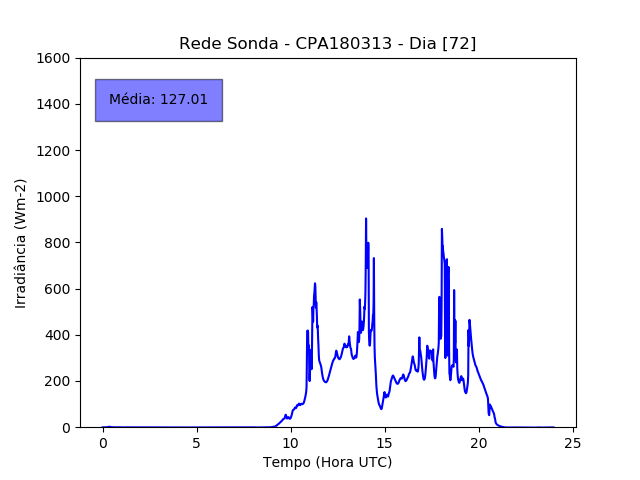 Rede Sonda - CPA180313 - Dia [72]
1600
1400
1200
1000
800
600
400
200
0
Irradiância (Wm-2)
Média: 127.01
0 5 10 15 20 25
Tempo (Hora UTC)